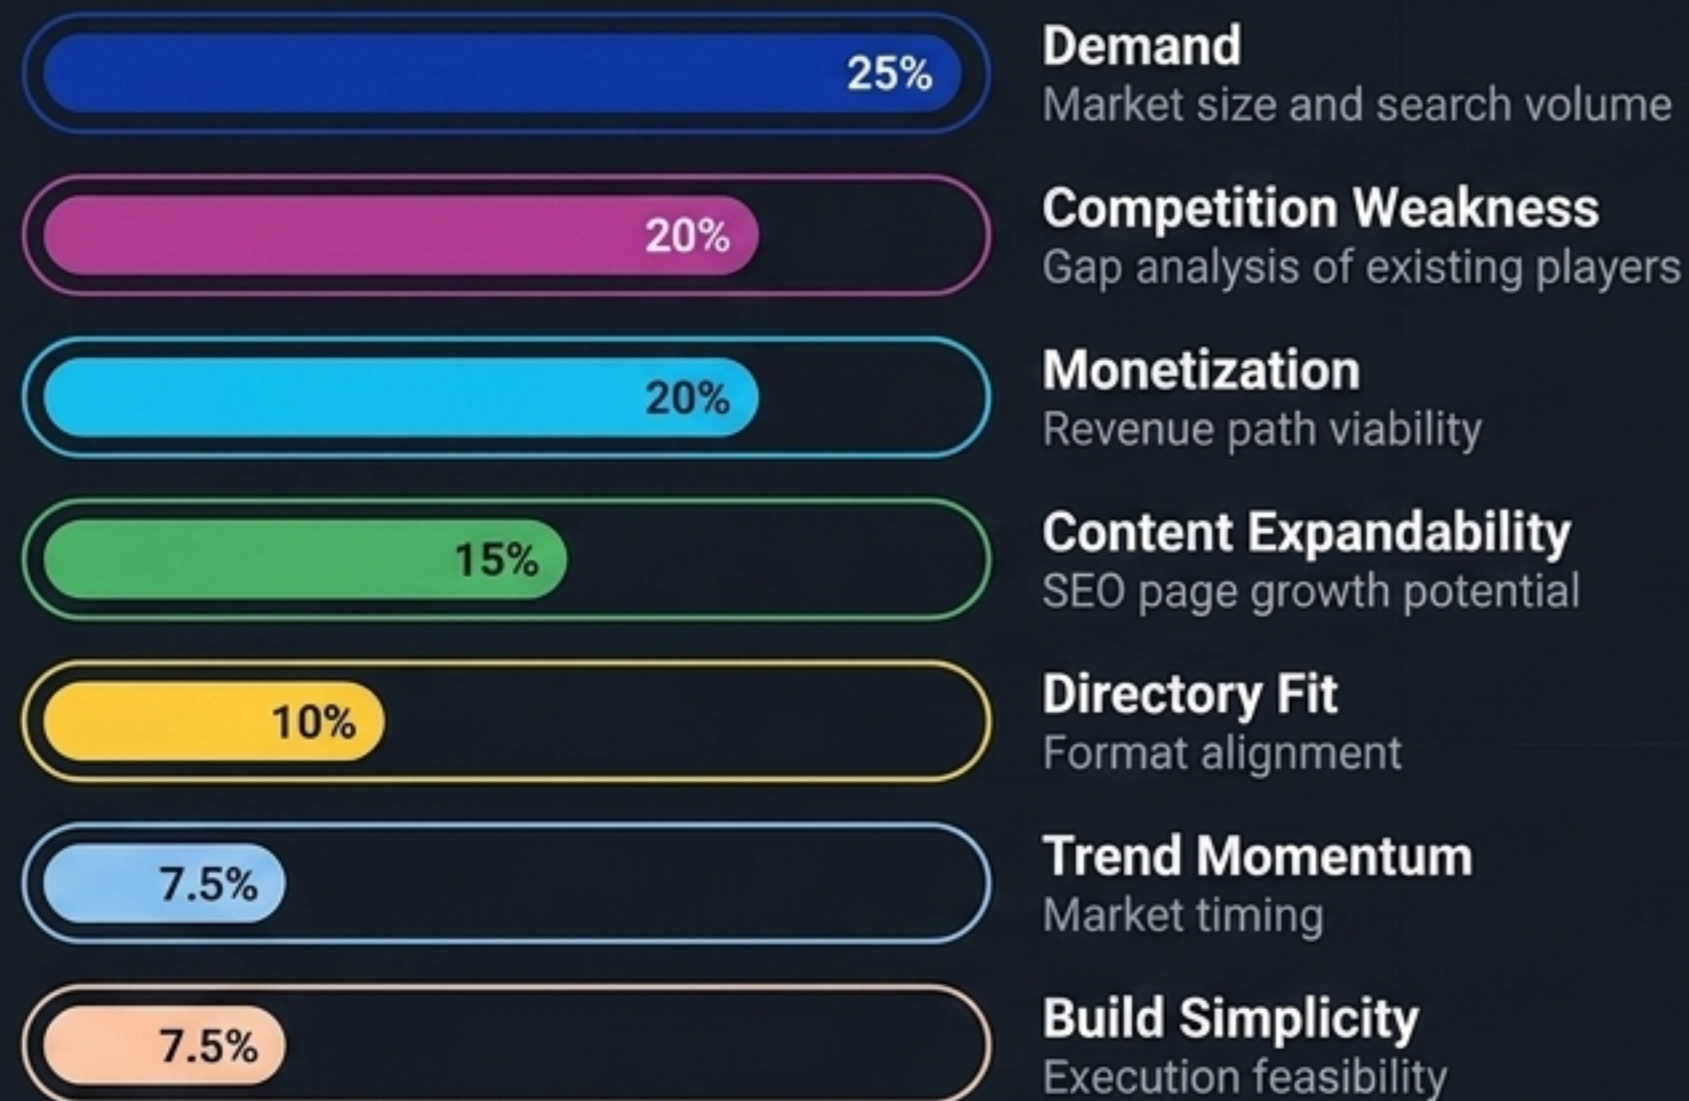 25%
Demand
Market size and search volume
20%
Competition Weakness
Gap analysis of existing players
20%
Monetization
Revenue path viability
15%
Content Expandability
SEO page growth potential
10%
Directory Fit
Format alignment
7.5%
Trend Momentum
Market timing
7.5%
Build Simplicity
Execution feasibility